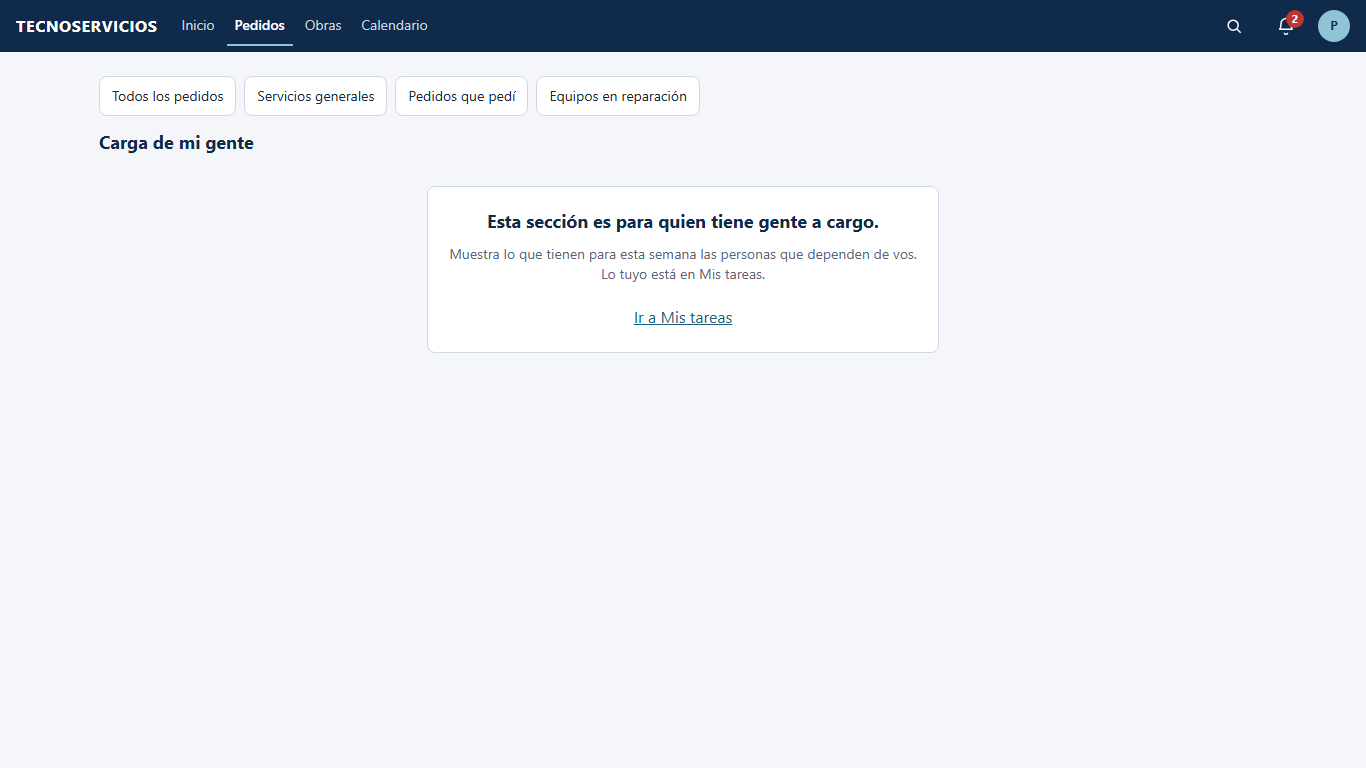 TECNOSERVICIOS Inicio Pedidos Obras Calendario 2 P
Todos los pedidos Servicios generales Pedidos que pedí Equipos en reparación
Carga de mi gente
Esta sección es para quien tiene gente a cargo.
Muestra lo que tienen para esta semana las personas que dependen de vos.
Lo tuyo está en Mis tareas.
Ir a Mis tareas